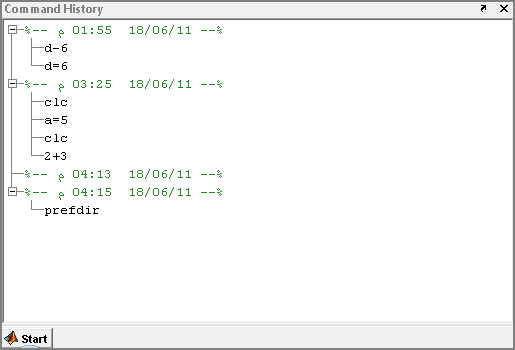 Command History
%-- م 01:55 18/06/11 --%
d-6
d=6
%-- م 03:25 18/06/11 --%
clc
a=5
clc
2+3
%-- م 04:13 18/06/11 --%
%-- م 04:15 18/06/11 --%
prefdir
Start